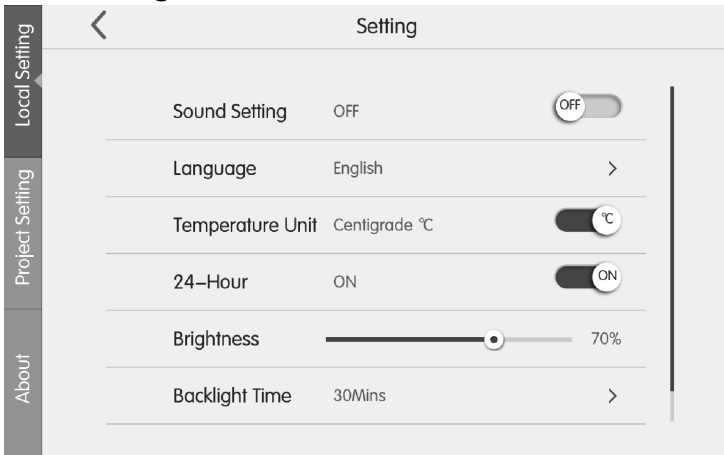 Setting
Local Setting
Project Setting
About
Sound Setting OFF OFF
Language English
Temperature Unit Centigrade ℃ ℃
24–Hour ON ON
Brightness 70%
Backlight Time 30Mins